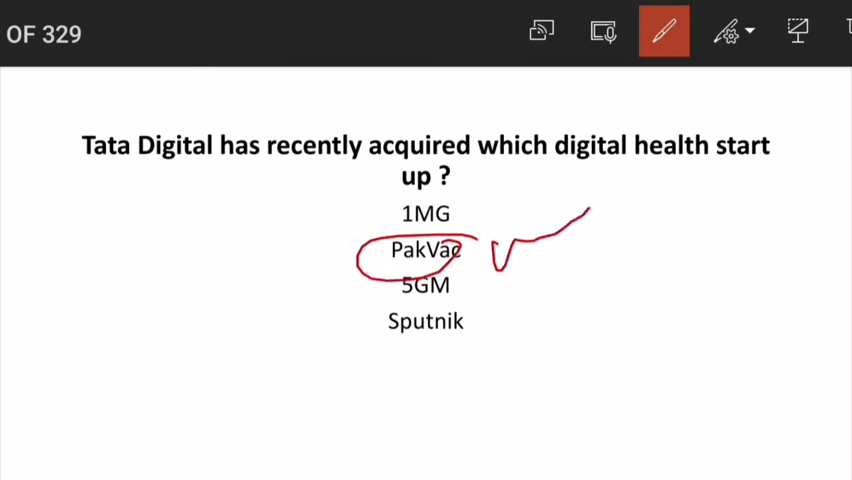 OF 329
Tata Digital has recently acquired which digital health start
up ?
1MG
PakVac
5GM
Sputnik